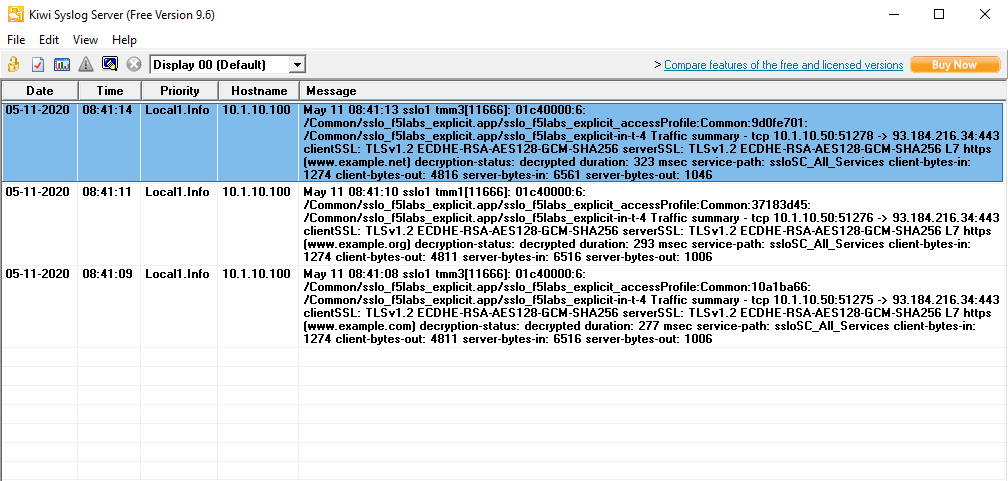 Kiwi Syslog Server (Free Version 9.6)
File Edit View Help
Display 00 (Default)
> Compare features of the free and licensed versions Buy Now
Date Time Priority Hostname Message
05-11-2020 08:41:14 Local1.Info 10.1.10.100 May 11 08:41:13 sslo1 tmm3[11666]: 01c40000:6:
/Common/sslo_f5labs_explicit.app/sslo_f5labs_explicit_accessProfile:Common:9d0fe701:
/Common/sslo_f5labs_explicit.app/sslo_f5labs_explicit-in-t-4 Traffic summary - tcp 10.1.10.50:51278 -> 93.184.216.34:443
clientSSL: TLSv1.2 ECDHE-RSA-AES128-GCM-SHA256 serverSSL: TLSv1.2 ECDHE-RSA-AES128-GCM-SHA256 L7 https
(www.example.net) decryption-status: decrypted duration: 323 msec service-path: ssloSC_All_Services client-bytes-in:
1274 client-bytes-out: 4816 server-bytes-in: 6561 server-bytes-out: 1046
05-11-2020 08:41:11 Local1.Info 10.1.10.100 May 11 08:41:10 sslo1 tmm1[11666]: 01c40000:6:
/Common/sslo_f5labs_explicit.app/sslo_f5labs_explicit_accessProfile:Common:37183d45:
/Common/sslo_f5labs_explicit.app/sslo_f5labs_explicit-in-t-4 Traffic summary - tcp 10.1.10.50:51276 -> 93.184.216.34:443
clientSSL: TLSv1.2 ECDHE-RSA-AES128-GCM-SHA256 serverSSL: TLSv1.2 ECDHE-RSA-AES128-GCM-SHA256 L7 https
(www.example.org) decryption-status: decrypted duration: 293 msec service-path: ssloSC_All_Services client-bytes-in:
1274 client-bytes-out: 4811 server-bytes-in: 6516 server-bytes-out: 1006
05-11-2020 08:41:09 Local1.Info 10.1.10.100 May 11 08:41:08 sslo1 tmm3[11666]: 01c40000:6:
/Common/sslo_f5labs_explicit.app/sslo_f5labs_explicit_accessProfile:Common:10a1ba66:
/Common/sslo_f5labs_explicit.app/sslo_f5labs_explicit-in-t-4 Traffic summary - tcp 10.1.10.50:51275 -> 93.184.216.34:443
clientSSL: TLSv1.2 ECDHE-RSA-AES128-GCM-SHA256 serverSSL: TLSv1.2 ECDHE-RSA-AES128-GCM-SHA256 L7 https
(www.example.com) decryption-status: decrypted duration: 277 msec service-path: ssloSC_All_Services client-bytes-in:
1274 client-bytes-out: 4811 server-bytes-in: 6516 server-bytes-out: 1006